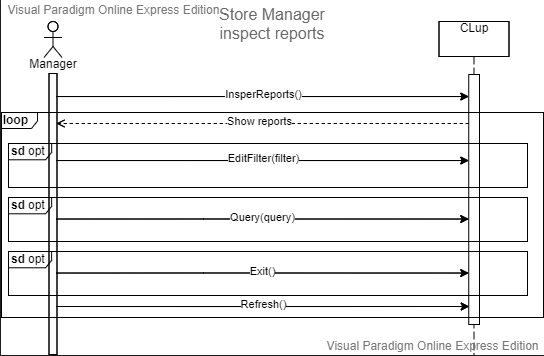 Visual Paradigm Online Express Edition
Store Manager
inspect reports
CLup
Manager
InsperReports()
loop
Show reports
sd opt
EditFilter(filter)
sd opt
Query(query)
sd opt
Exit()
Refresh()
Visual Paradigm Online Express Edition